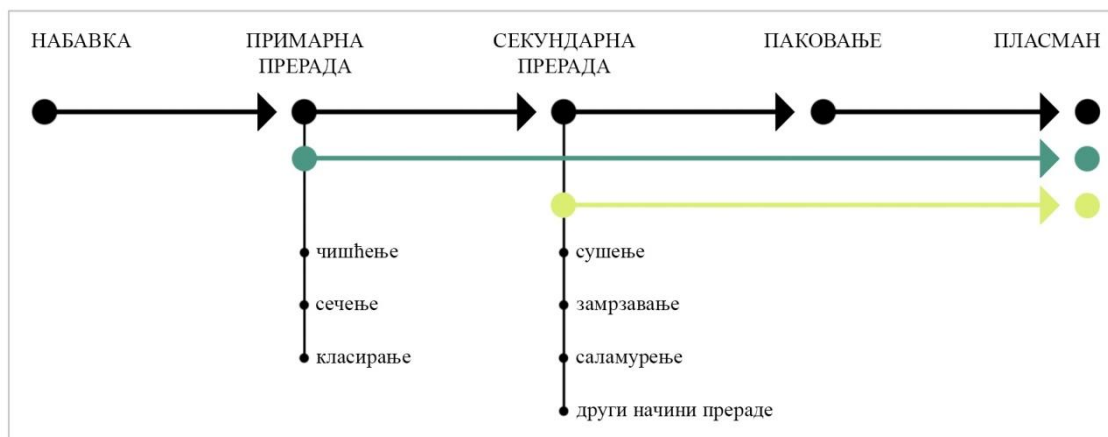 НАБАВКА
ПРИМАРНА
ПРЕРАДА
СЕКУНДАРНА
ПРЕРАДА
ПАКОВАЊЕ
ПЛАСМАН
чишћење
сечење
класирање
сушење
замрзавање
саламурење
други начини прераде